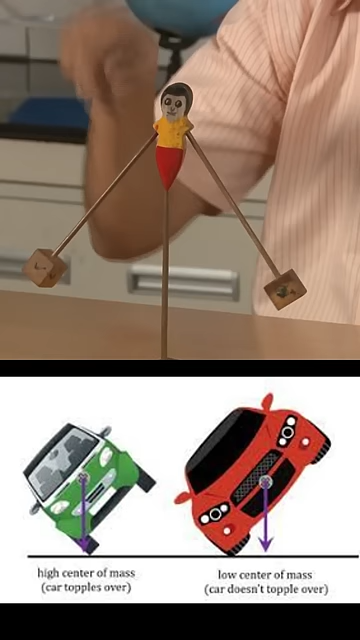 high center of mass
(car topples over)
low center of mass
(car doesn't topple over)